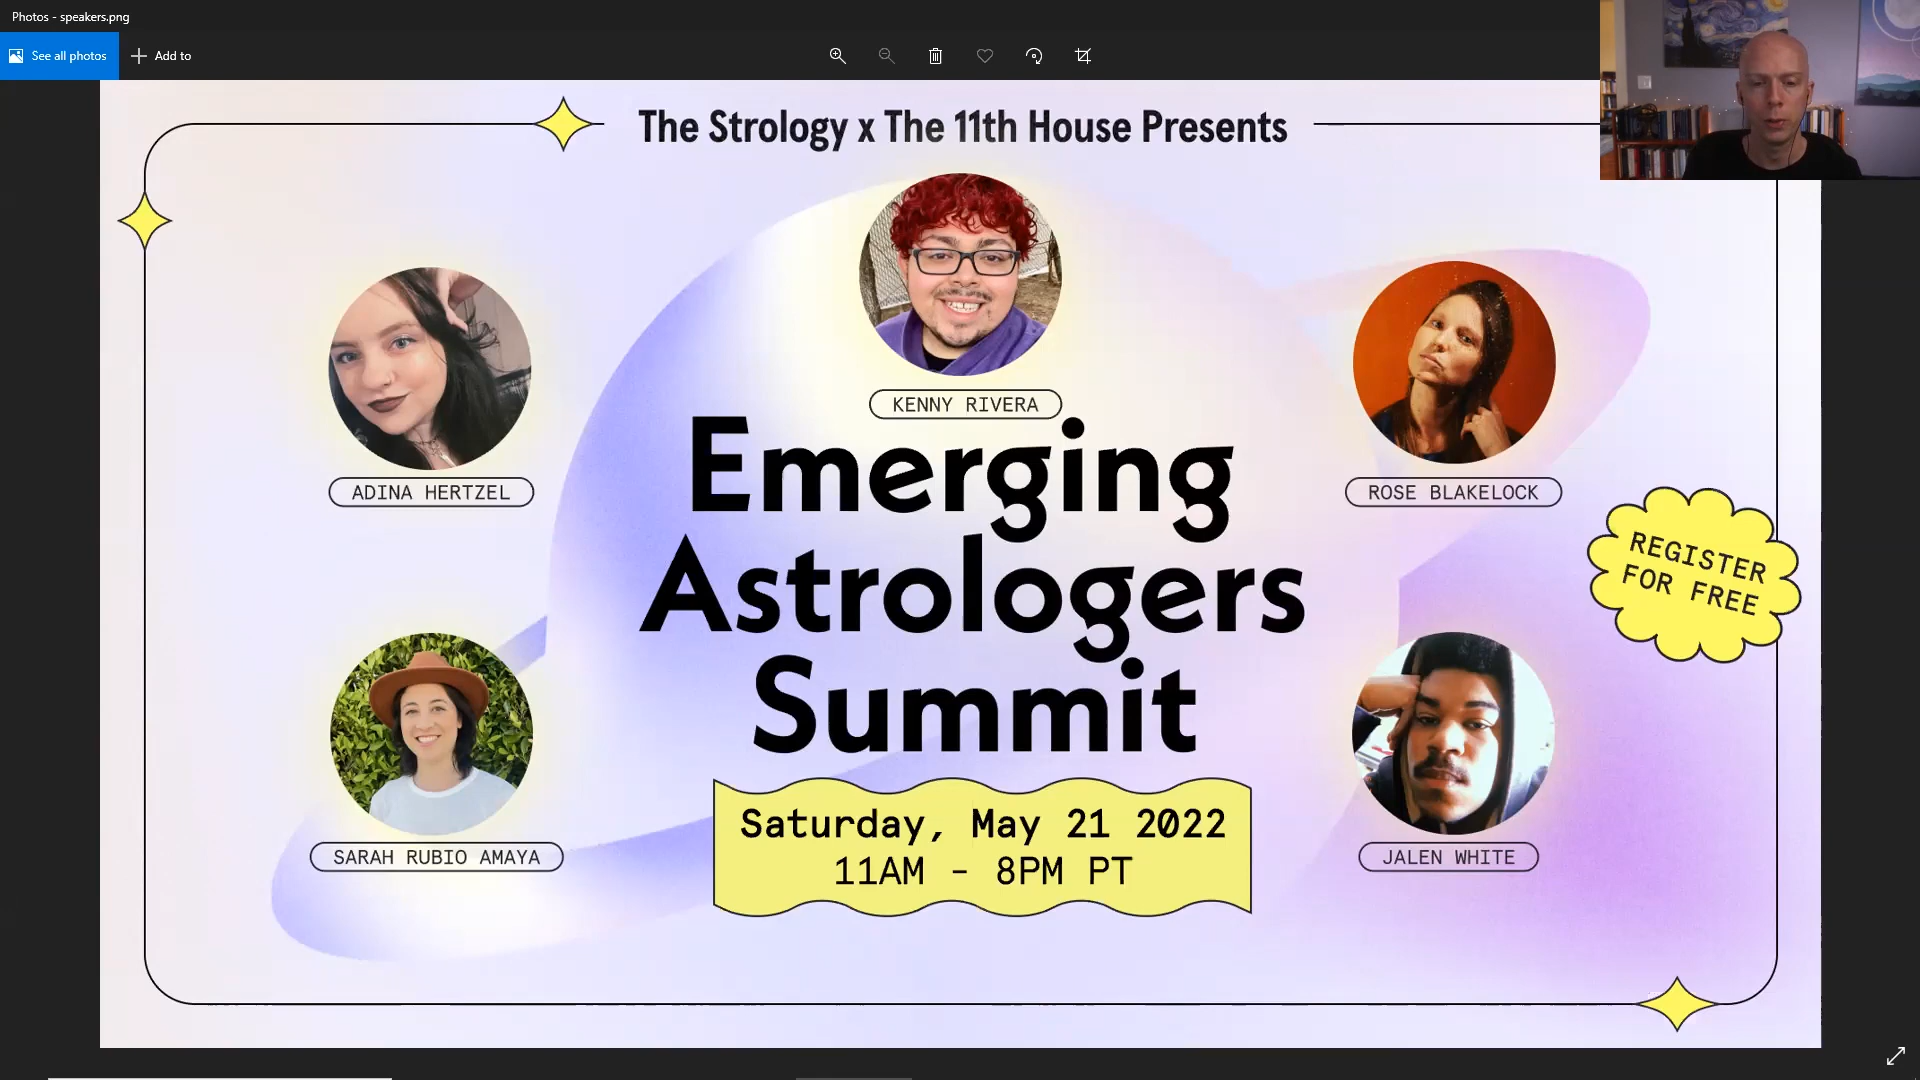 Photos - speakers.png
See all photos
Add to
The Strology x The 11th House Presents
KENNY RIVERA
ADINA HERTZEL
ROSE BLAKELOCK
Emerging
Astrologers
Summit
REGISTER
FOR FREE
SARAH RUBIO AMAYA
JALEN WHITE
Saturday, May 21 2022
11AM - 8PM PT